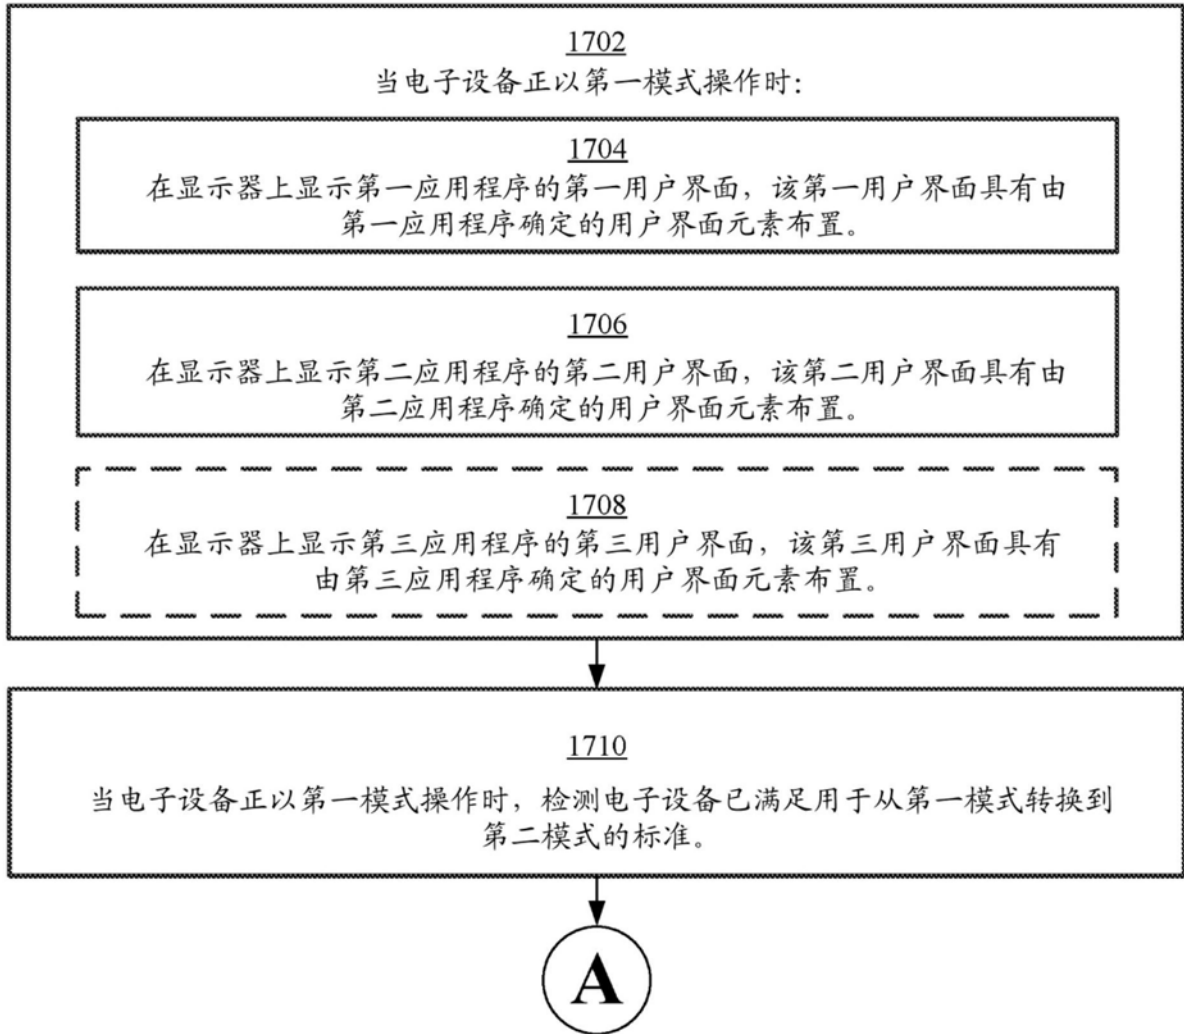 1702
当电子设备正以第一模式操作时：
1704
在显示器上显示第一应用程序的第一用户界面，该第一用户界面具有由
第一应用程序确定的用户界面元素布置。
1706
在显示器上显示第二应用程序的第二用户界面，该第二用户界面具有由
第二应用程序确定的用户界面元素布置。
1708
在显示器上显示第三应用程序的第三用户界面，该第三用户界面具有
由第三应用程序确定的用户界面元素布置。
1710
当电子设备正以第一模式操作时，检测电子设备已满足用于从第一模式转换到
第二模式的标准。
A